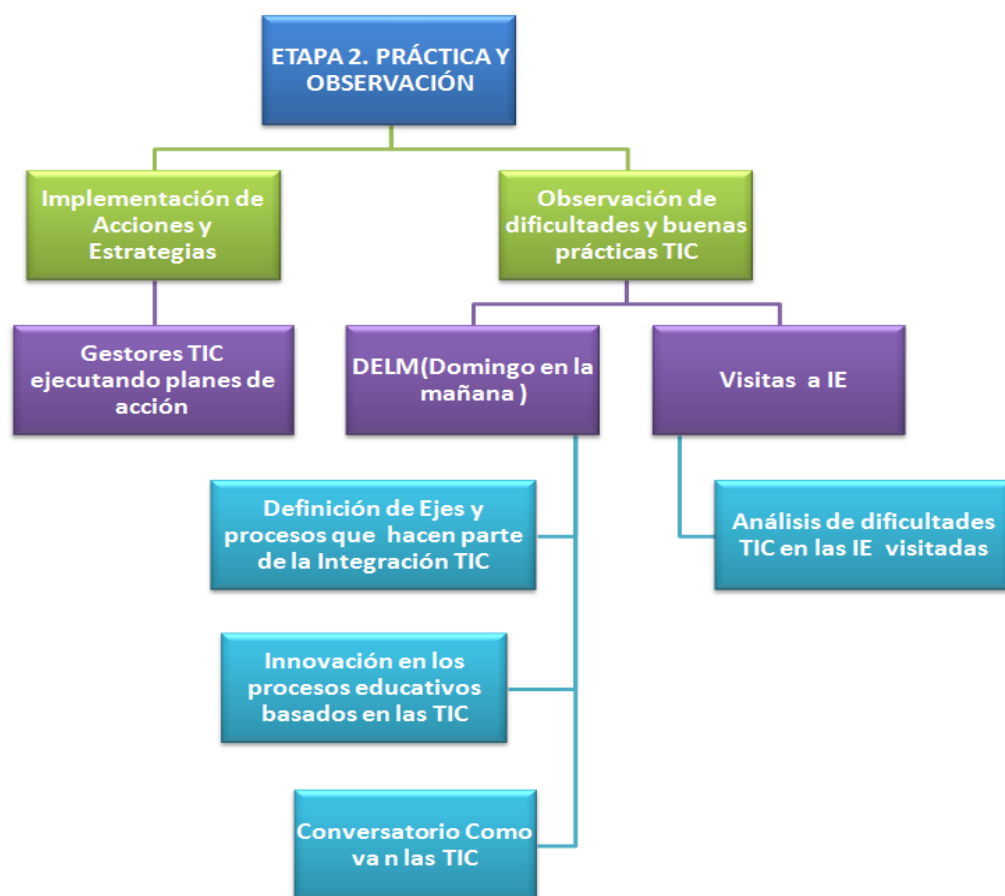 ETAPA 2. PRÁCTICA Y
OBSERVACIÓN
Implementación de
Acciones y
Estrategias
Observación de
dificultades y buenas
prácticas TIC
Gestores TIC
ejecutando planes de
acción
DELM(Domingo en la
mañana )
Visitas a IE
Definición de Ejes y
procesos que hacen parte
de la Integración TIC
Análisis de dificultades
TIC en las IE visitadas
Innovación en los
procesos educativos
basados en las TIC
Conversatorio Como
va n las TIC